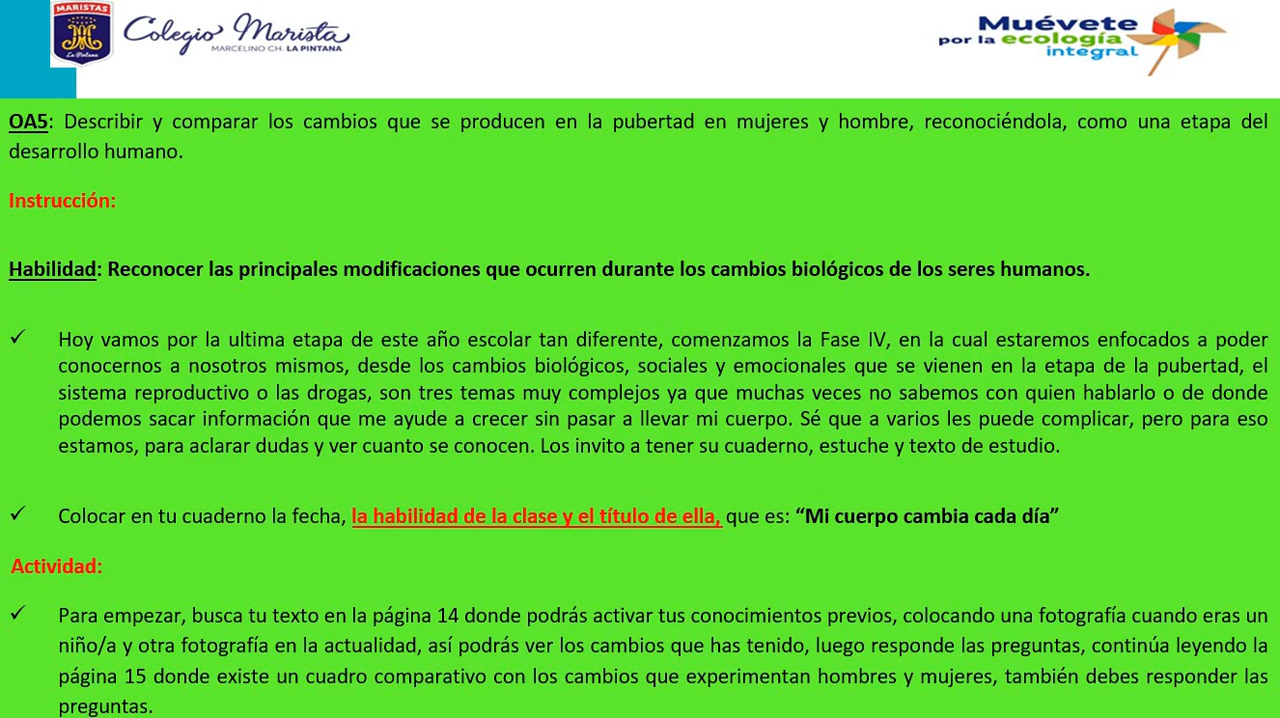 MARISTAS
La Pintana
Colegio Marista
MARCELINO CH. LA PINTANA
Muévete
por la ecología
integral
OA5: Describir y comparar los cambios que se producen en la pubertad en mujeres y hombre, reconociéndola, como una etapa del
desarrollo humano.
Instrucción:
Habilidad: Reconocer las principales modificaciones que ocurren durante los cambios biológicos de los seres humanos.
✓ Hoy vamos por la ultima etapa de este año escolar tan diferente, comenzamos la Fase IV, en la cual estaremos enfocados a poder
conocernos a nosotros mismos, desde los cambios biológicos, sociales y emocionales que se vienen en la etapa de la pubertad, el
sistema reproductivo o las drogas, son tres temas muy complejos ya que muchas veces no sabemos con quien hablarlo o de donde
podemos sacar información que me ayude a crecer sin pasar a llevar mi cuerpo. Sé que a varios les puede complicar, pero para eso
estamos, para aclarar dudas y ver cuanto se conocen. Los invito a tener su cuaderno, estuche y texto de estudio.
✓ Colocar en tu cuaderno la fecha, la habilidad de la clase y el título de ella, que es: “Mi cuerpo cambia cada día”
Actividad:
✓ Para empezar, busca tu texto en la página 14 donde podrás activar tus conocimientos previos, colocando una fotografía cuando eras un
niño/a y otra fotografía en la actualidad, así podrás ver los cambios que has tenido, luego responde las preguntas, continúa leyendo la
página 15 donde existe un cuadro comparativo con los cambios que experimentan hombres y mujeres, también debes responder las
preguntas.